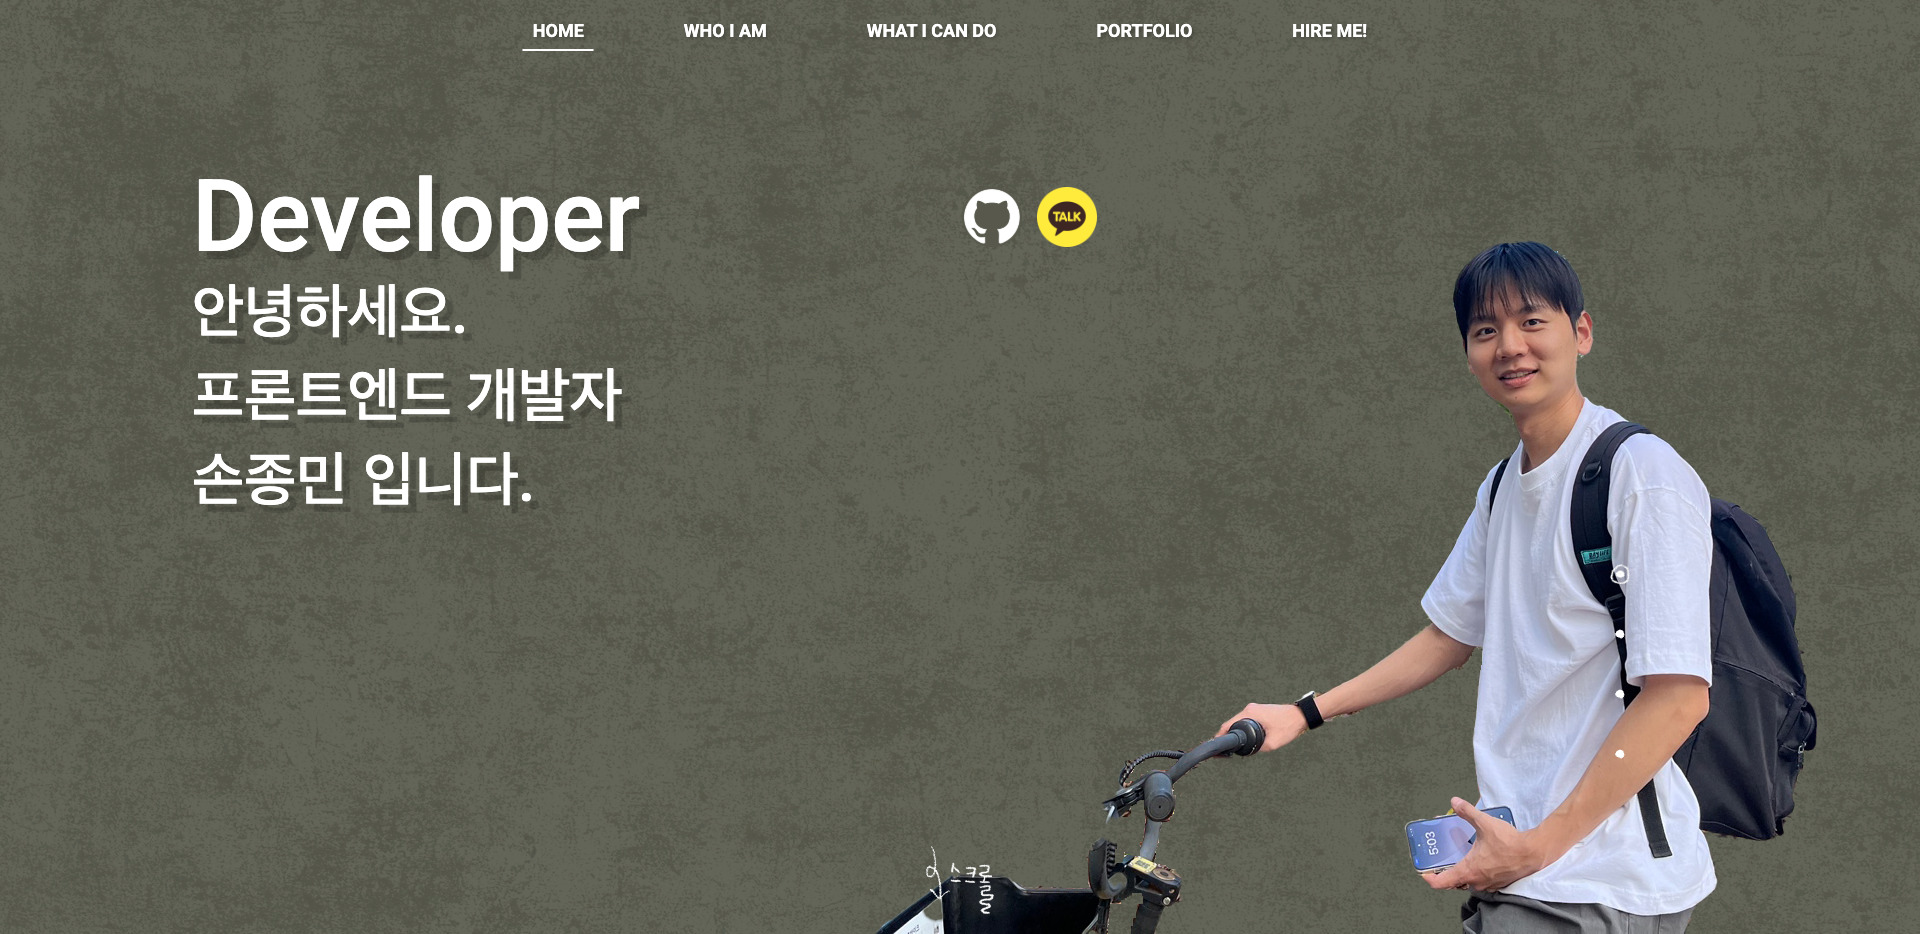 HOME
WHO I AM
WHAT I CAN DO
PORTFOLIO
HIRE ME!
Developer
TALK
안녕하세요.
프론트엔드 개발자
손종민 입니다.
5:03
스크롤